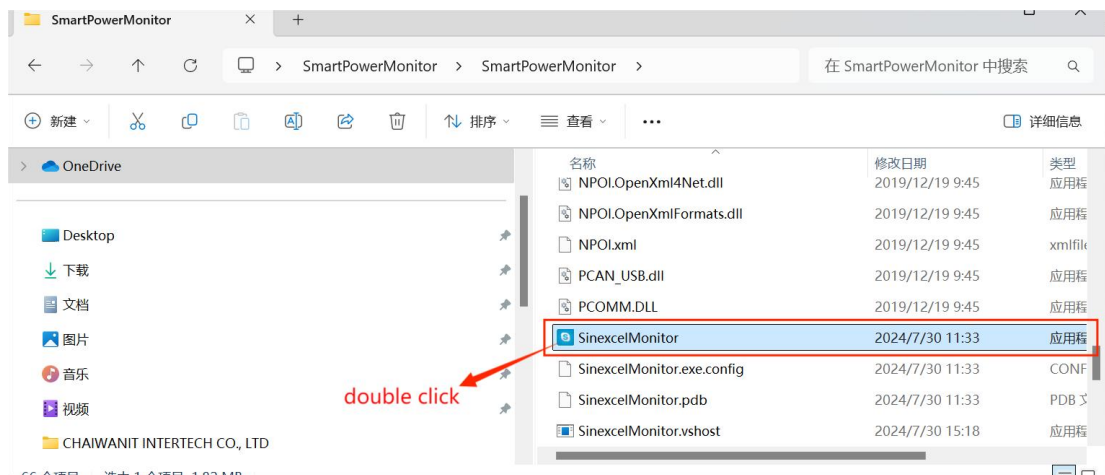 SmartPowerMonitor
SmartPowerMonitor > SmartPowerMonitor >
在 SmartPowerMonitor 中搜索
新建
排序
查看
详细信息
OneDrive
Desktop
下载
文档
图片
音乐
视频
CHAIWANIT INTERTECH CO., LTD
名称 修改日期 类型
NPOI.OpenXml4Net.dll 2019/12/19 9:45 应用程
NPOI.OpenXmlFormats.dll 2019/12/19 9:45 应用程
NPOI.xml 2019/12/19 9:45 xmlfile
PCAN_USB.dll 2019/12/19 9:45 应用程
PCOMM.DLL 2019/12/19 9:45 应用程
SinexcelMonitor 2024/7/30 11:33 应用程
SinexcelMonitor.exe.config 2024/7/30 11:33 CONF
SinexcelMonitor.pdb 2024/7/30 11:33 PDB
SinexcelMonitor.vshost 2024/7/30 15:18 应用程
double click